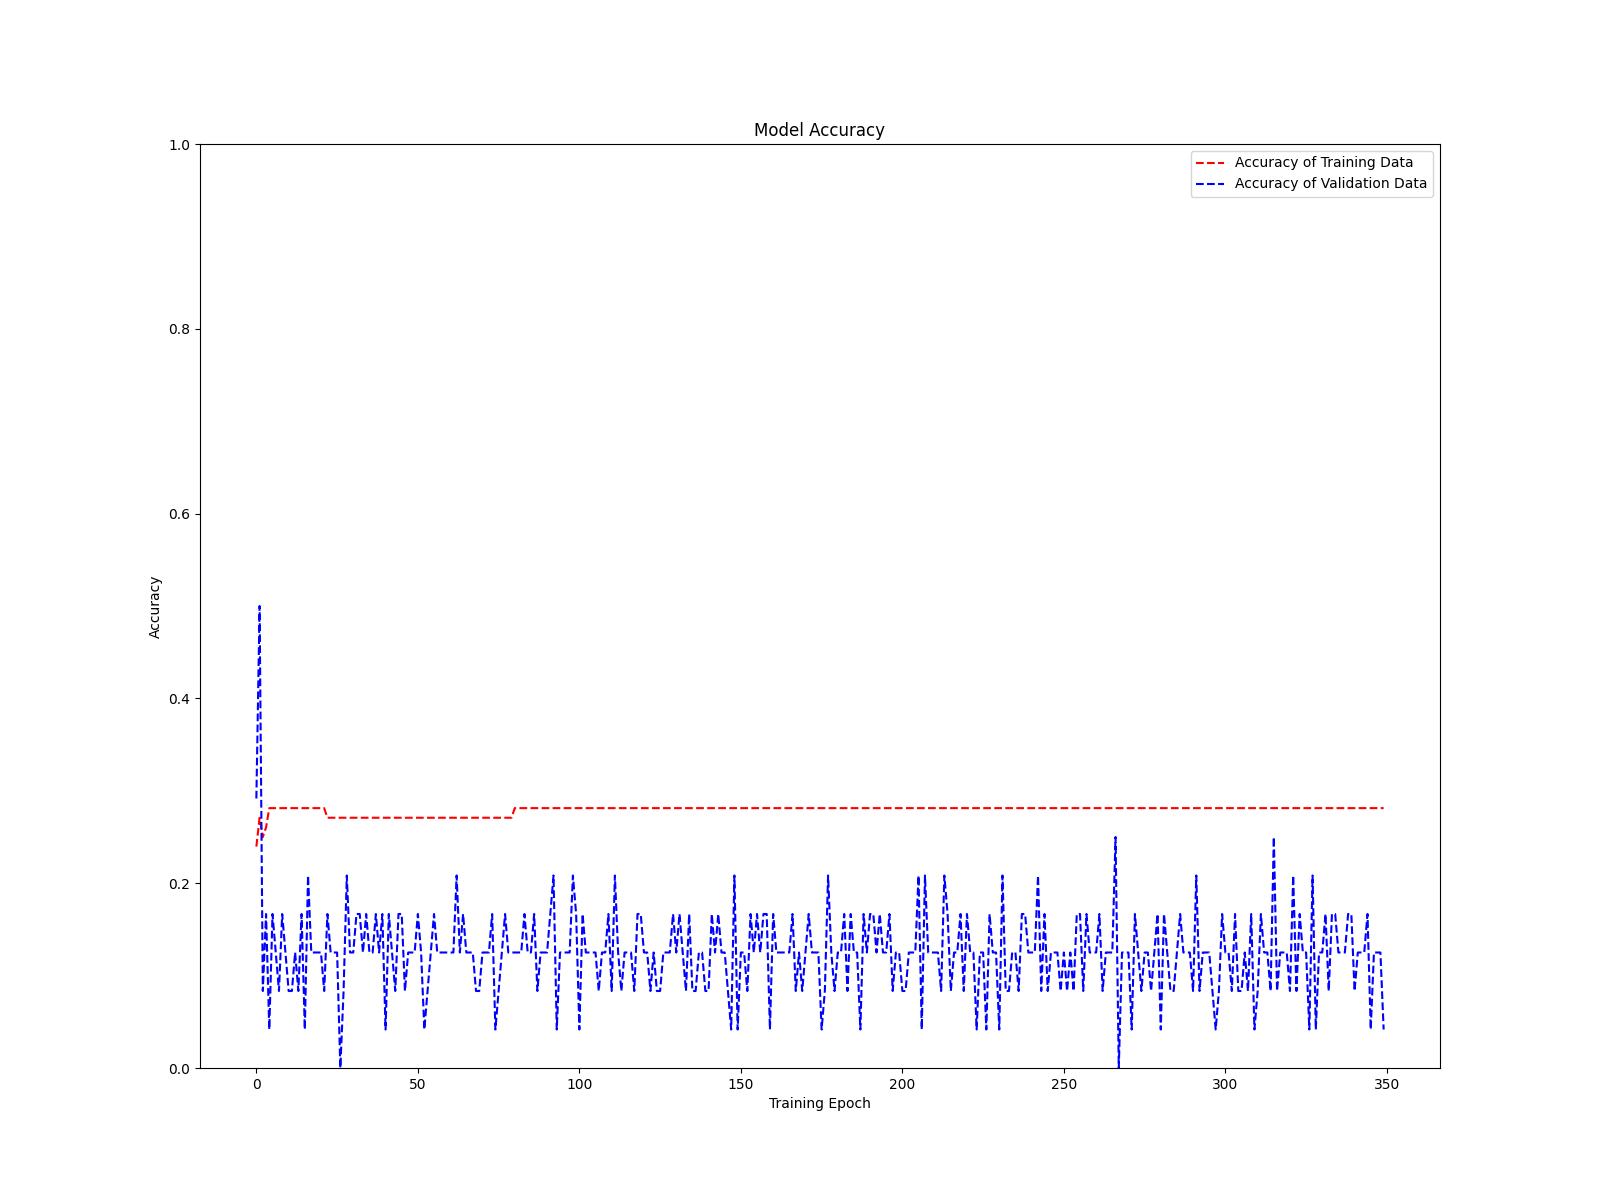 Model Accuracy
Accuracy of Training Data
Accuracy of Validation Data
1.0
0.8
0.6
0.4
0.2
0.0
Accuracy
0 50 100 150 200 250 300 350
Training Epoch